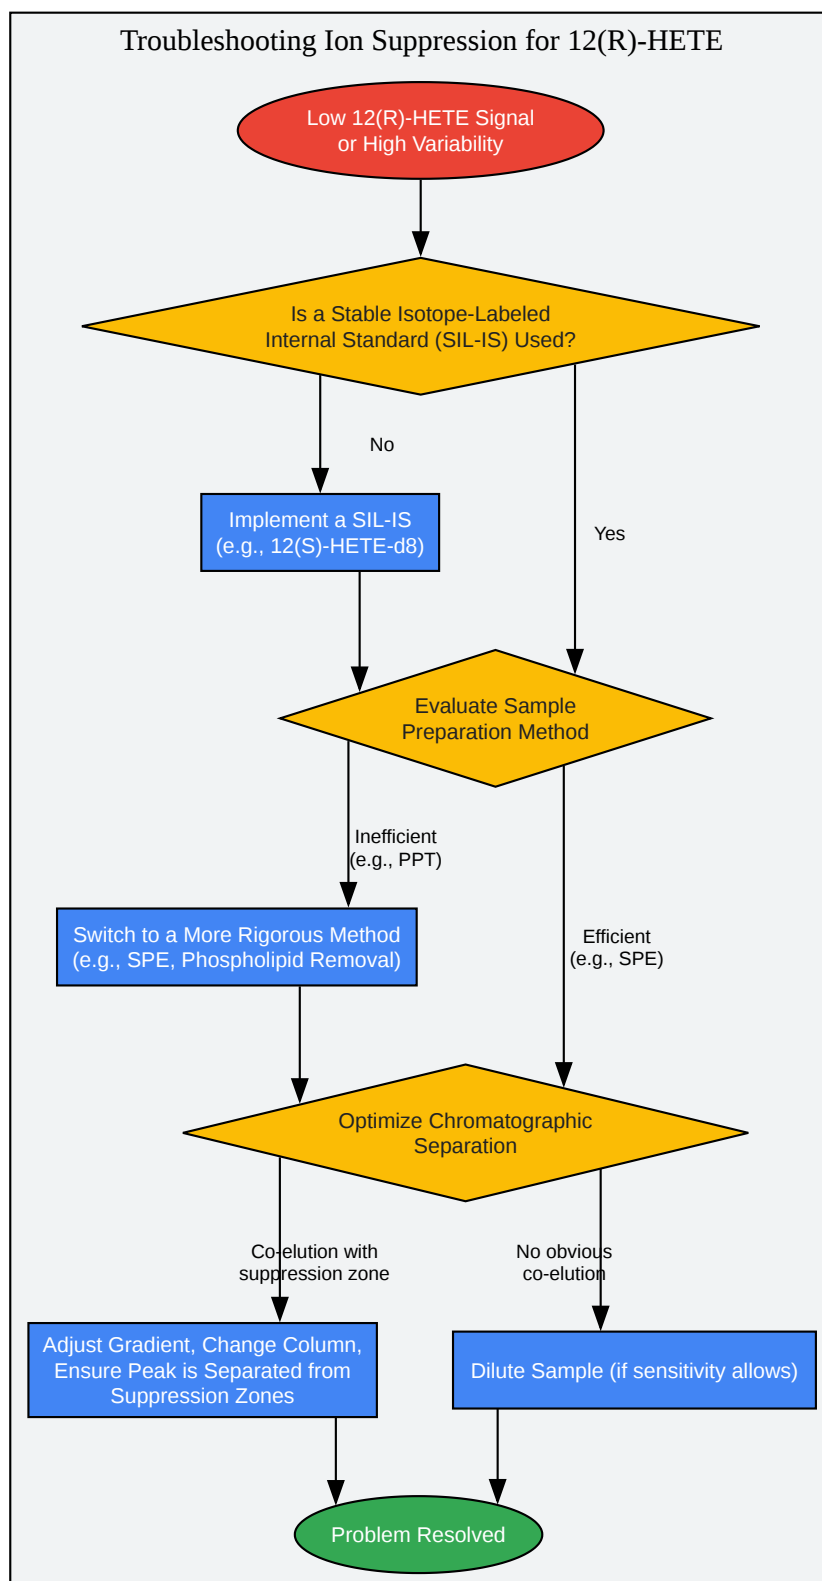 Troubleshooting Ion Suppression for 12(R)-HETE
Low 12(R)-HETE Signal
or High Variability
Is a Stable Isotope-Labeled
Internal Standard (SIL-IS) Used?
No
Implement a SIL-IS
(e.g., 12(S)-HETE-d8)
Yes
Evaluate Sample
Preparation Method
Inefficient
(e.g., PPT)
Switch to a More Rigorous Method
(e.g., SPE, Phospholipid Removal)
Efficient
(e.g., SPE)
Optimize Chromatographic
Separation
Co-elution with
suppression zone
No obvious
co-elution
Adjust Gradient, Change Column,
Ensure Peak is Separated from
Suppression Zones
Dilute Sample (if sensitivity allows)
Problem Resolved